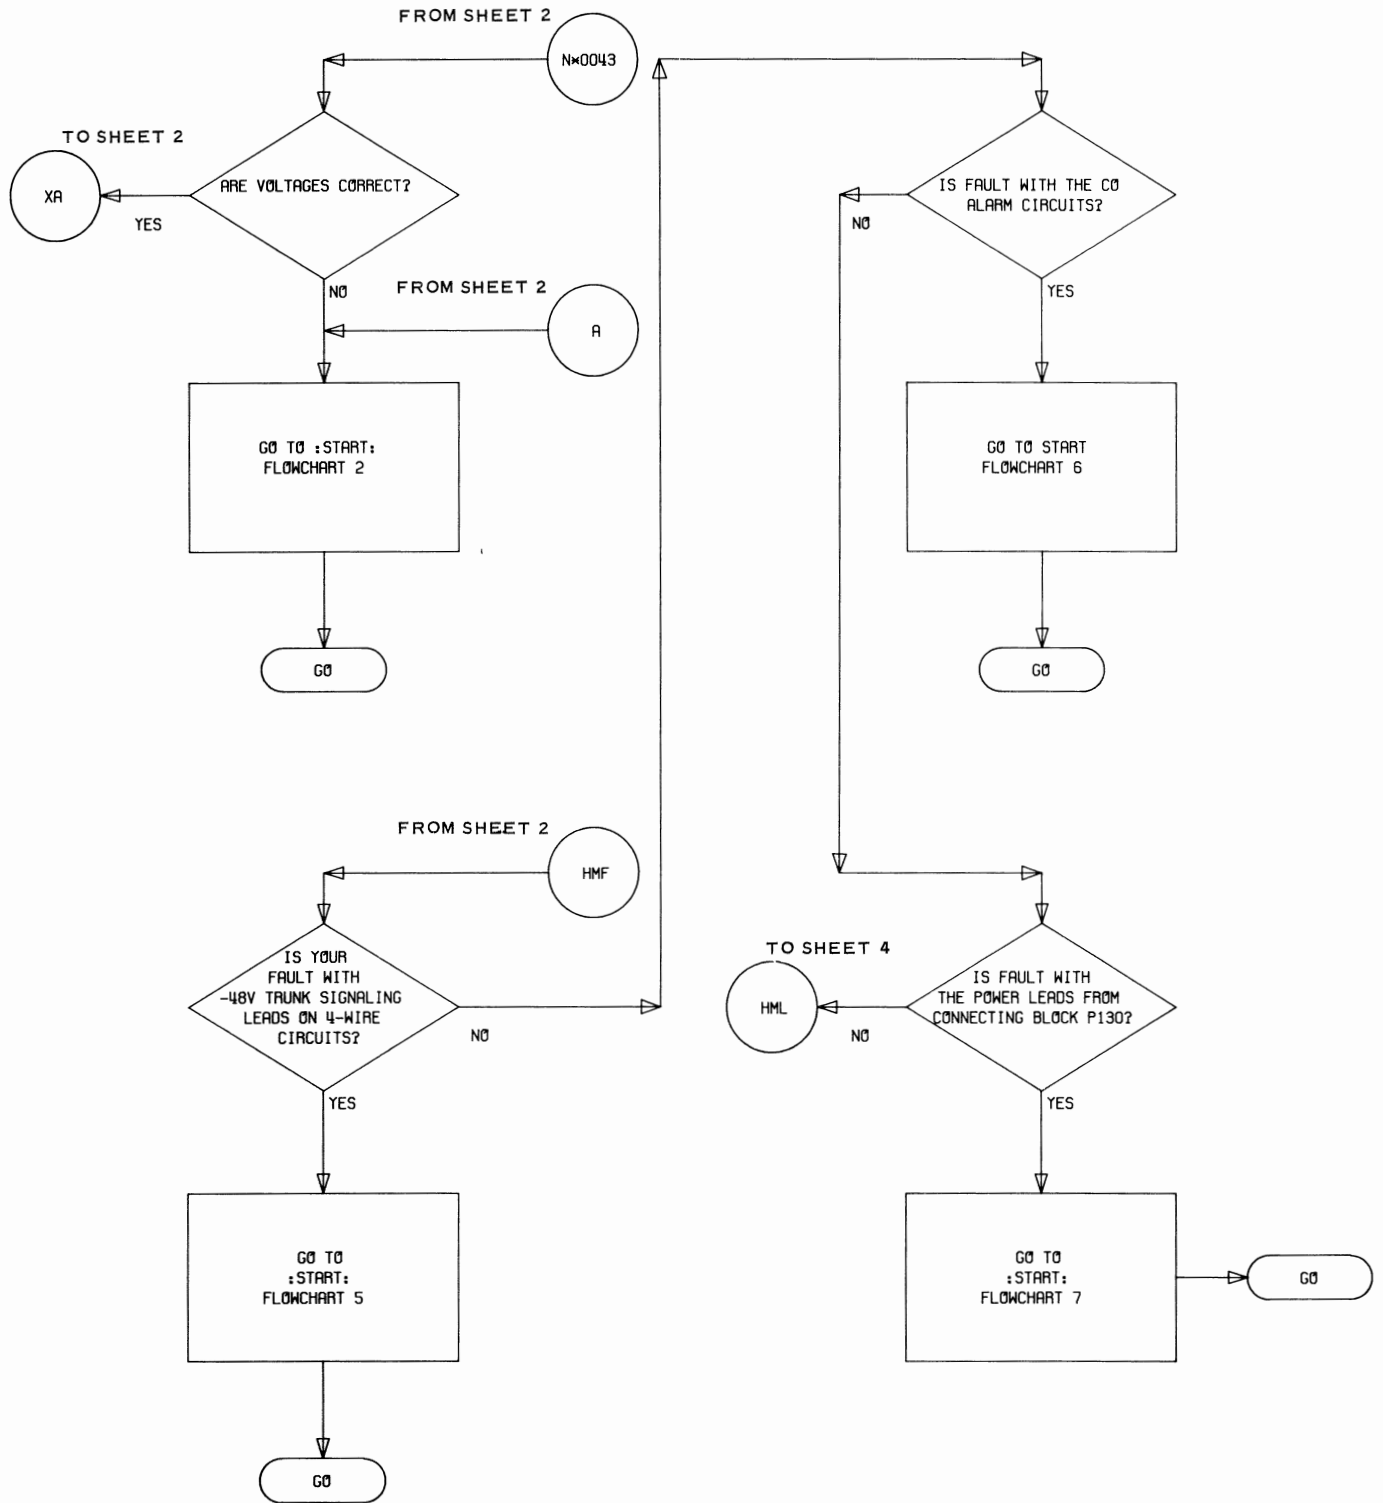 FROM SHEET 2
N*0043
TO SHEET 2
XA
YES
ARE VOLTAGES CORRECT?
NO
FROM SHEET 2
A
GO TO :START:
FLOWCHART 2
GO
FROM SHEET 2
HMF
IS YOUR
FAULT WITH
-48V TRUNK SIGNALING
LEADS ON 4-WIRE
CIRCUITS?
NO
YES
GO TO
:START:
FLOWCHART 5
GO
IS FAULT WITH THE CO
ALARM CIRCUITS?
NO
YES
GO TO START
FLOWCHART 6
GO
TO SHEET 4
HML
NO
IS FAULT WITH
THE POWER LEADS FROM
CONNECTING BLOCK P130?
YES
GO TO
:START:
FLOWCHART 7
GO